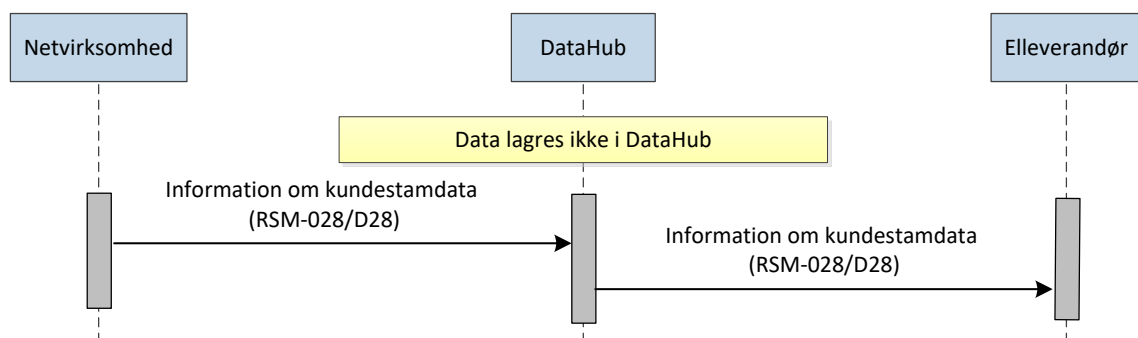 Netvirksomhed
DataHub
Elleverandør
Data lagres ikke i DataHub
Information om kundestamdata
(RSM-028/D28)
Information om kundestamdata
(RSM-028/D28)